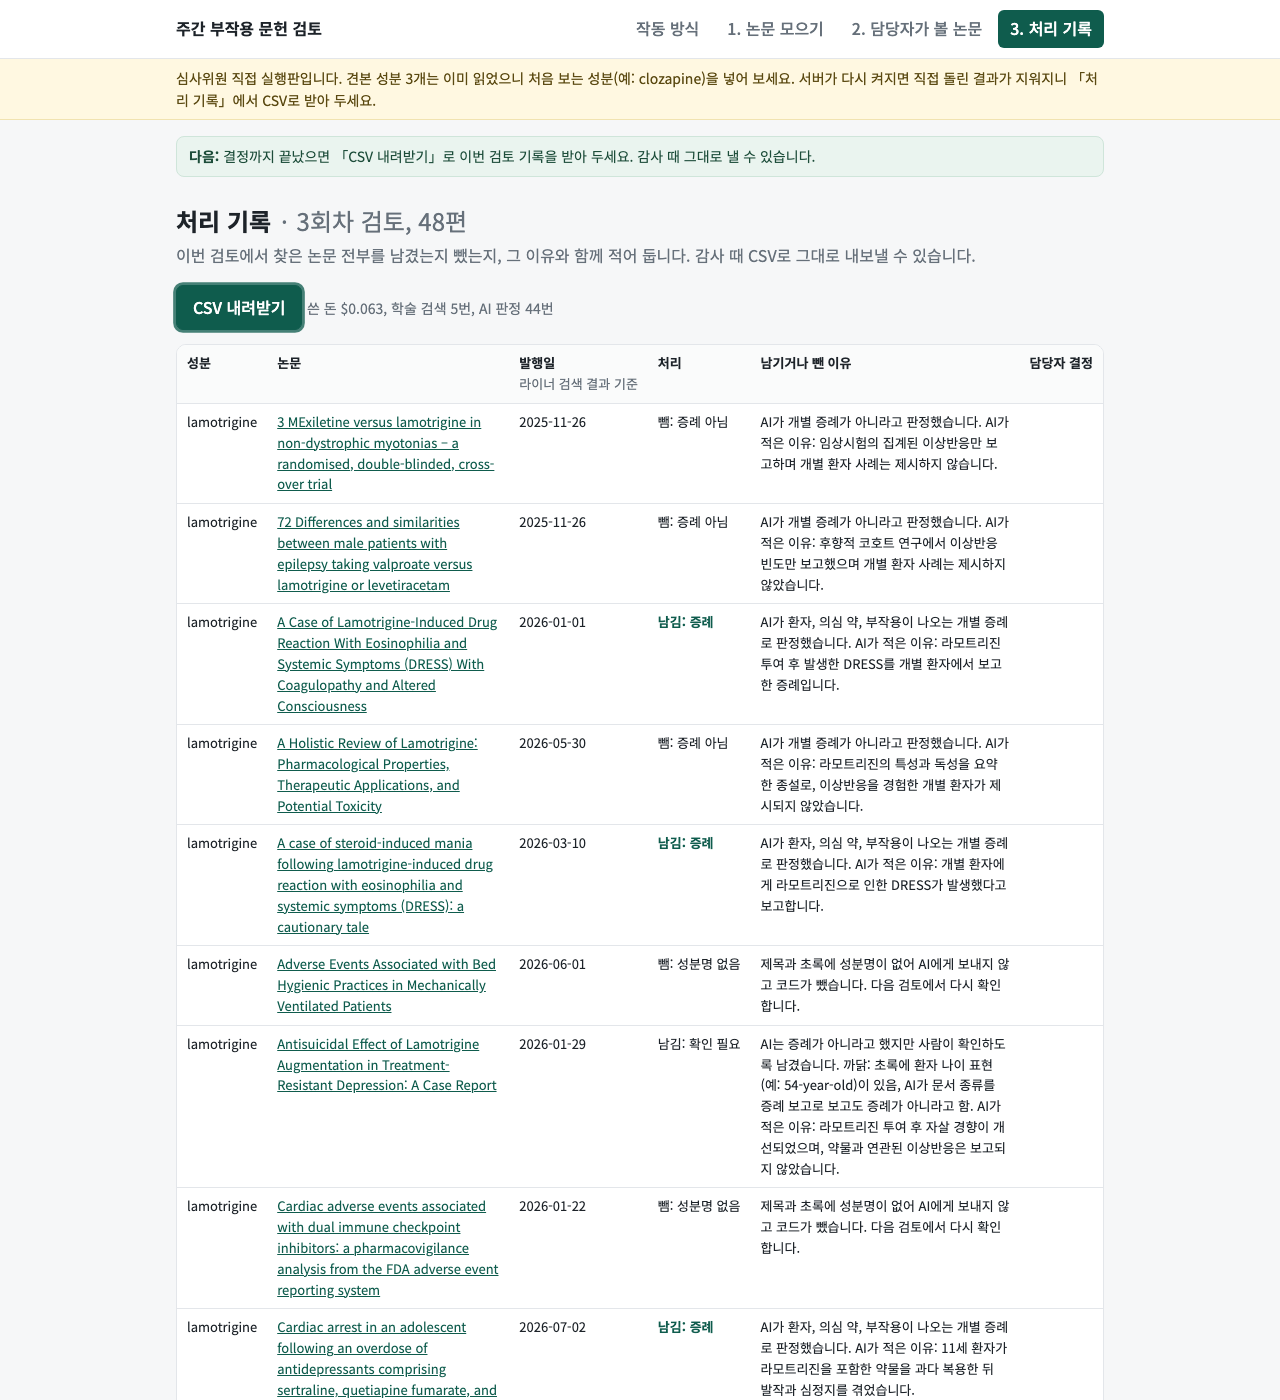 주간 부작용 문헌 검토
작동 방식
1. 논문 모으기
2. 담당자가 볼 논문
3. 처리 기록
심사위원 직접 실행판입니다. 견본 성분 3개는 이미 읽었으니 처음 보는 성분(예: clozapine)을 넣어 보세요. 서버가 다시 켜지면 직접 돌린 결과가 지워지니 「처
리 기록」에서 CSV로 받아 두세요.
다음: 결정까지 끝났으면 「CSV 내려받기」로 이번 검토 기록을 받아 두세요. 감사 때 그대로 낼 수 있습니다.
처리 기록 · 3회차 검토, 48편
이번 검토에서 찾은 논문 전부를 남겼는지 뺐는지, 그 이유와 함께 적어 둡니다. 감사 때 CSV로 그대로 내보낼 수 있습니다.
CSV 내려받기 쓴 돈 $0.063, 학술 검색 5번, AI 판정 44번
성분
논문
발행일
라이너 검색 결과 기준
처리
남기거나 뺀 이유
담당자 결정
lamotrigine
3 MExiletine versus lamotrigine in
non-dystrophic myotonias – a
randomised, double-blinded, cross-
over trial
2025-11-26
뺌: 증례 아님
AI가 개별 증례가 아니라고 판정했습니다. AI가
적은 이유: 임상시험의 집계된 이상반응만 보
고하며 개별 환자 사례는 제시하지 않습니다.
lamotrigine
72 Differences and similarities
between male patients with
epilepsy taking valproate versus
lamotrigine or levetiracetam
2025-11-26
뺌: 증례 아님
AI가 개별 증례가 아니라고 판정했습니다. AI가
적은 이유: 후향적 코호트 연구에서 이상반응
빈도만 보고했으며 개별 환자 사례는 제시하지
않았습니다.
lamotrigine
A Case of Lamotrigine-Induced Drug
Reaction With Eosinophilia and
Systemic Symptoms (DRESS) With
Coagulopathy and Altered
Consciousness
2026-01-01
남김: 증례
AI가 환자, 의심 약, 부작용이 나오는 개별 증례
로 판정했습니다. AI가 적은 이유: 라모트리진
투여 후 발생한 DRESS를 개별 환자에서 보고
한 증례입니다.
lamotrigine
A Holistic Review of Lamotrigine:
Pharmacological Properties,
Therapeutic Applications, and
Potential Toxicity
2026-05-30
뺌: 증례 아님
AI가 개별 증례가 아니라고 판정했습니다. AI가
적은 이유: 라모트리진의 특성과 독성을 요약
한 종설로, 이상반응을 경험한 개별 환자가 제
시되지 않았습니다.
lamotrigine
A case of steroid-induced mania
following lamotrigine-induced drug
reaction with eosinophilia and
systemic symptoms (DRESS): a
cautionary tale
2026-03-10
남김: 증례
AI가 환자, 의심 약, 부작용이 나오는 개별 증례
로 판정했습니다. AI가 적은 이유: 개별 환자에
게 라모트리진으로 인한 DRESS가 발생했다고
보고합니다.
lamotrigine
Adverse Events Associated with Bed
Hygienic Practices in Mechanically
Ventilated Patients
2026-06-01
뺌: 성분명 없음
제목과 초록에 성분명이 없어 AI에게 보내지 않
고 코드가 뺐습니다. 다음 검토에서 다시 확인
합니다.
lamotrigine
Antisuicidal Effect of Lamotrigine
Augmentation in Treatment-
Resistant Depression: A Case Report
2026-01-29
남김: 확인 필요
AI는 증례가 아니라고 했지만 사람이 확인하도
록 남겼습니다. 까닭: 초록에 환자 나이 표현
(예: 54-year-old)이 있음, AI가 문서 종류를
증례 보고로 보고도 증례가 아니라고 함. AI가
적은 이유: 라모트리진 투여 후 자살 경향이 개
선되었으며, 약물과 연관된 이상반응은 보고되
지 않았습니다.
lamotrigine
Cardiac adverse events associated
with dual immune checkpoint
inhibitors: a pharmacovigilance
analysis from the FDA adverse event
reporting system
2026-01-22
뺌: 성분명 없음
제목과 초록에 성분명이 없어 AI에게 보내지 않
고 코드가 뺐습니다. 다음 검토에서 다시 확인
합니다.
lamotrigine
Cardiac arrest in an adolescent
following an overdose of
antidepressants comprising
sertraline, quetiapine fumarate, and
2026-07-02
남김: 증례
AI가 환자, 의심 약, 부작용이 나오는 개별 증례
로 판정했습니다. AI가 적은 이유: 11세 환자가
라모트리진을 포함한 약물을 과다 복용한 뒤
발작과 심정지를 겪었습니다.